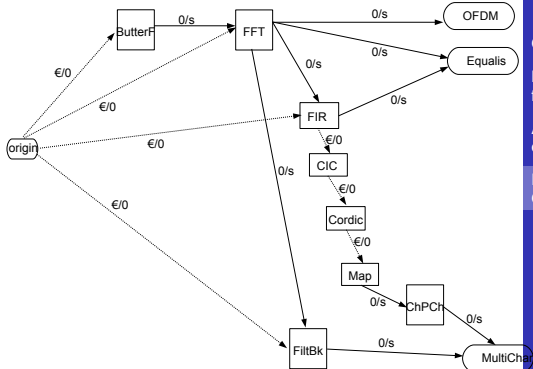 0/s
OFDM
ButterF
0/s
FFT
0/s
Equalis
€/0
€/0
0/s
0/s
FIR
origin
€/0
€/0
CIC
0/s
€/0
€/0
Cordic
€/0
Map
0/s
ChPCh
0/s
FiltBk
0/s
MultiChan